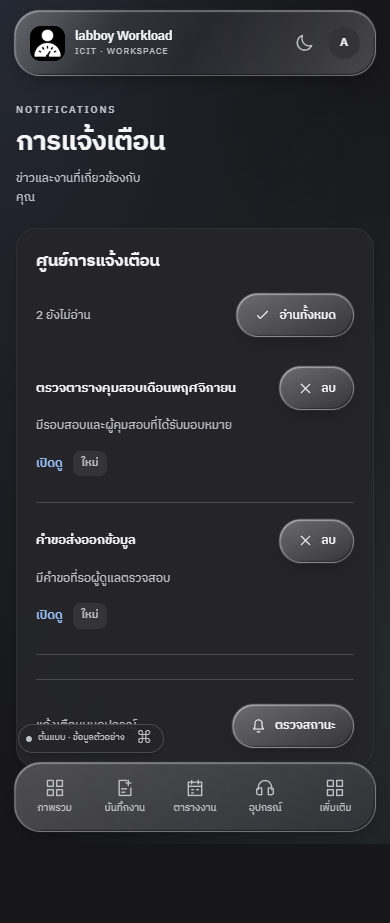 labboy Workload
ICIT · WORKSPACE
A
NOTIFICATIONS
การแจ้งเตือน
ข่าวและงานที่เกี่ยวข้องกับ
คุณ
ศูนย์การแจ้งเตือน
2 ยังไม่อ่าน
อ่านทั้งหมด
ตรวจตารางคุมสอบเดือนพฤศจิกายน
ลบ
มีรอบสอบและผู้คุมสอบที่ได้รับมอบหมาย
เปิดดู ใหม่
คำขอส่งออกข้อมูล
ลบ
มีคำขอที่รอผู้ดูแลตรวจสอบ
เปิดดู ใหม่
ตรวจสถานะ
ต้นแบบ · ข้อมูลตัวอย่าง
ภาพรวม บันทึกงาน ตารางงาน อุปกรณ์ เพิ่มเติม